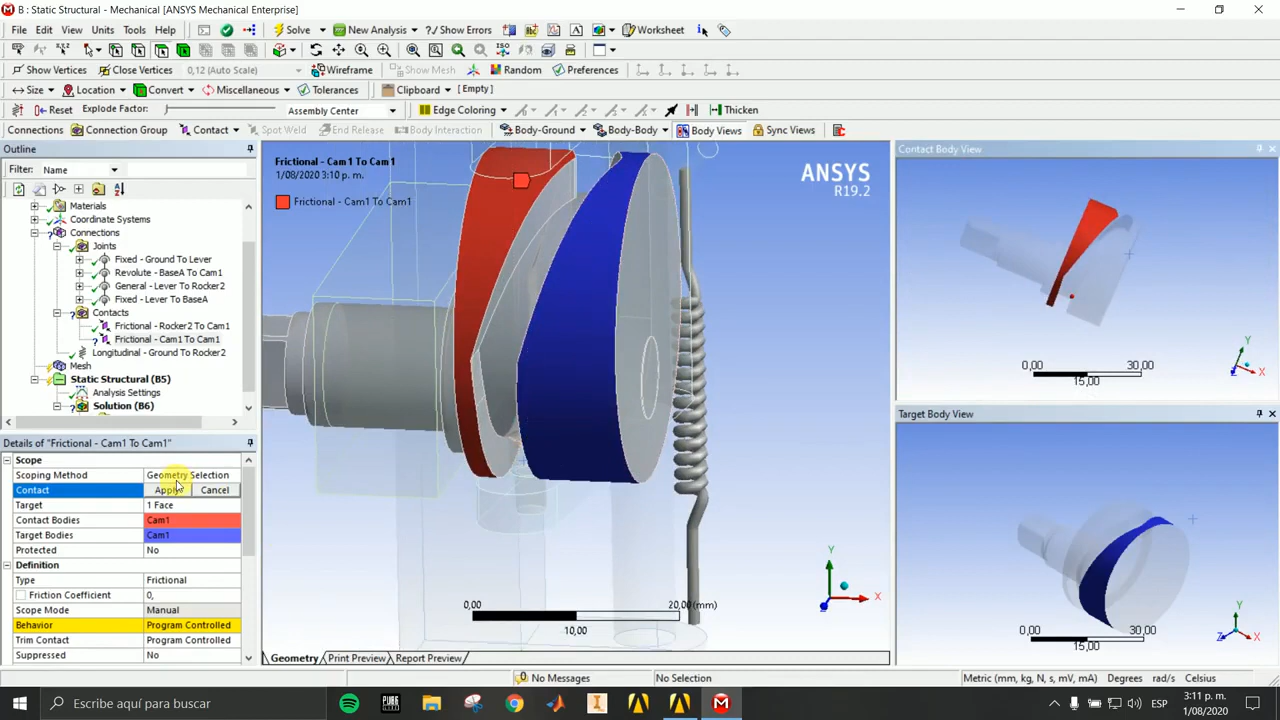 B : Static Structural - Mechanical [ANSYS Mechanical Enterprise]
File Edit View Units Tools Help Solve New Analysis ?/ Show Errors Worksheet
Show Vertices Close Vertices 0,12 (Auto Scale) Wireframe Show Mesh Random Preferences
Size Location Convert Miscellaneous Tolerances Clipboard [Empty]
Reset Explode Factor: Assembly Center Edge Coloring Thicken
Connections Connection Group Contact Spot Weld End Release Body Interaction Body-Ground Body-Body Body Views Sync Views
Outline
Filter: Name
Materials
Coordinate Systems
Connections
Joints
Fixed - Ground To Lever
Revolute - BaseA To Cam1
General - Lever To Rocker2
Fixed - Lever To BaseA
Contacts
Frictional - Rocker2 To Cam1
Frictional - Cam1 To Cam1
Longitudinal - Ground To Rocker2
Mesh
Static Structural (B5)
Analysis Settings
Solution (B6)
Details of "Frictional - Cam1 To Cam1"
Scope
Scoping Method Geometry Selection
Contact Apply Cancel
Target 1 Face
Contact Bodies Cam1
Target Bodies Cam1
Protected No
Definition
Type Frictional
Friction Coefficient 0,
Scope Mode Manual
Behavior Program Controlled
Trim Contact Program Controlled
Suppressed No
Frictional - Cam1 To Cam1
1/08/2020 3:10 p. m.
Frictional - Cam1 To Cam1
ANSYS
R19.2
0,00 20,00 (mm)
10,00
Y
X
Geometry Print Preview Report Preview
Contact Body View
0,00 30,00
15,00
Y
X
Target Body View
0,00 30,00
15,00
Y
Z X
No Messages No Selection Metric (mm, kg, N, s, mV, mA) Degrees rad/s Celsius
Escribe aquí para buscar
ESP
3:11 p. m.
1/08/2020